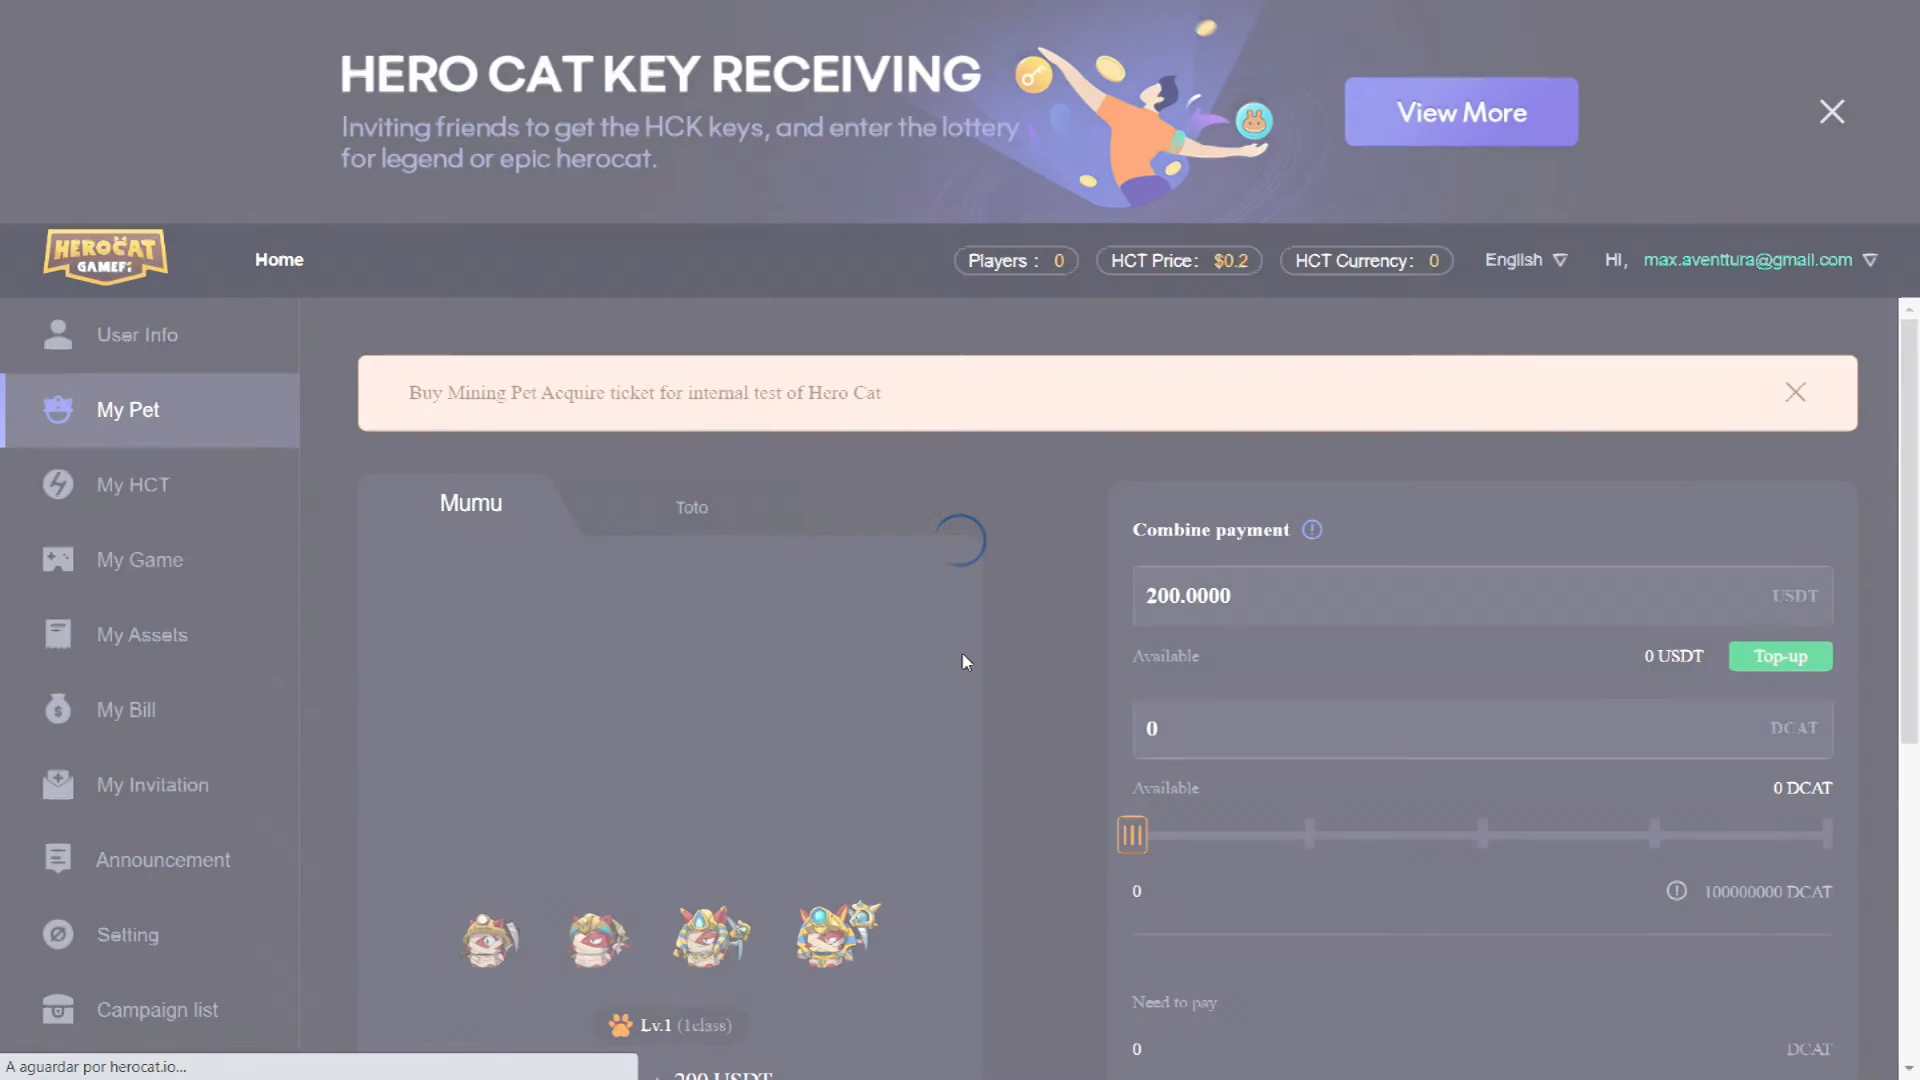 HERO CAT KEY RECEIVING
Inviting friends to get the HCK keys, and enter the lottery
for legend or epic herocat.
View More
HEROCAT
GAMEFI
Home
Players : 0
HCT Price: $0.2
HCT Currency: 0
English
Hi, max.aventtura@gmail.com
User Info
My Pet
My HCT
My Game
My Assets
My Bill
My Invitation
Announcement
Setting
Campaign list
Buy Mining Pet Acquire ticket for internal test of Hero Cat
Mumu
Toto
Lv.1 (1class)
200 USDT
Combine payment
200.0000 USDT
Available 0 USDT Top-up
0 DCAT
Available 0 DCAT
0 100000000 DCAT
Need to pay
0 DCAT
A aguardar por herocat.io...